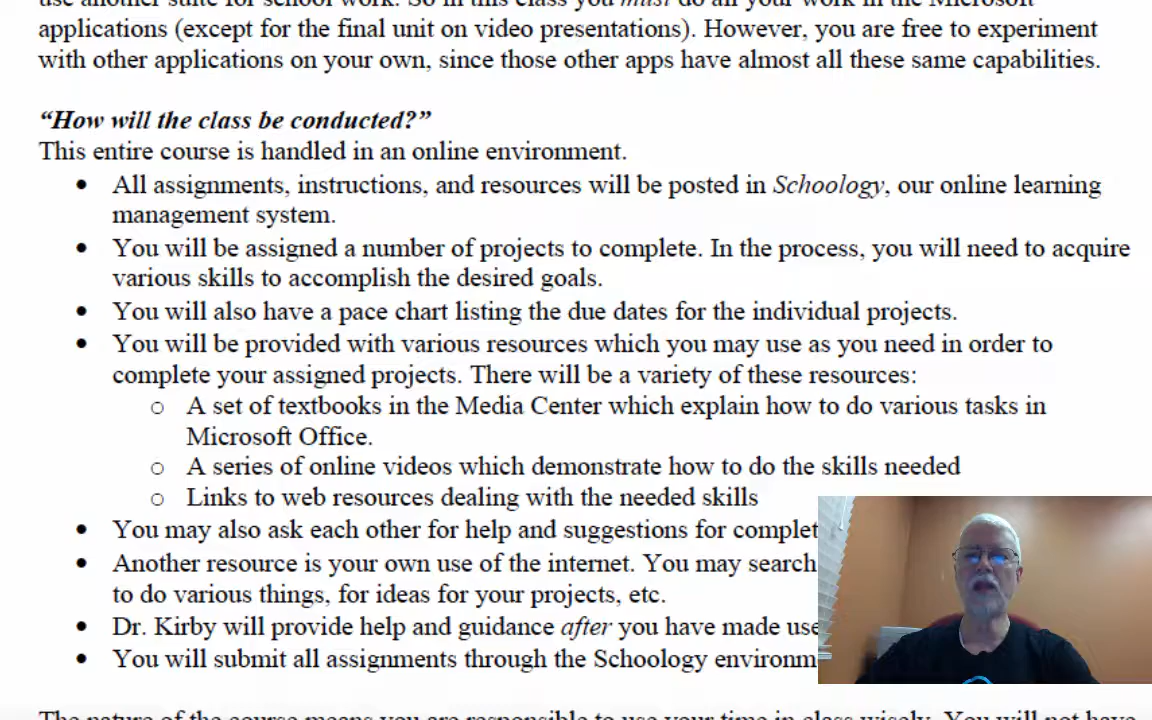 applications (except for the final unit on video presentations). However, you are free to experiment
with other applications on your own, since those other apps have almost all these same capabilities.
“How will the class be conducted?”
This entire course is handled in an online environment.
• All assignments, instructions, and resources will be posted in Schoology, our online learning
management system.
• You will be assigned a number of projects to complete. In the process, you will need to acquire
various skills to accomplish the desired goals.
• You will also have a pace chart listing the due dates for the individual projects.
• You will be provided with various resources which you may use as you need in order to
complete your assigned projects. There will be a variety of these resources:
○ A set of textbooks in the Media Center which explain how to do various tasks in
Microsoft Office.
○ A series of online videos which demonstrate how to do the skills needed
○ Links to web resources dealing with the needed skills
• You may also ask each other for help and suggestions for complet
• Another resource is your own use of the internet. You may search
to do various things, for ideas for your projects, etc.
• Dr. Kirby will provide help and guidance after you have made use
• You will submit all assignments through the Schoology environm